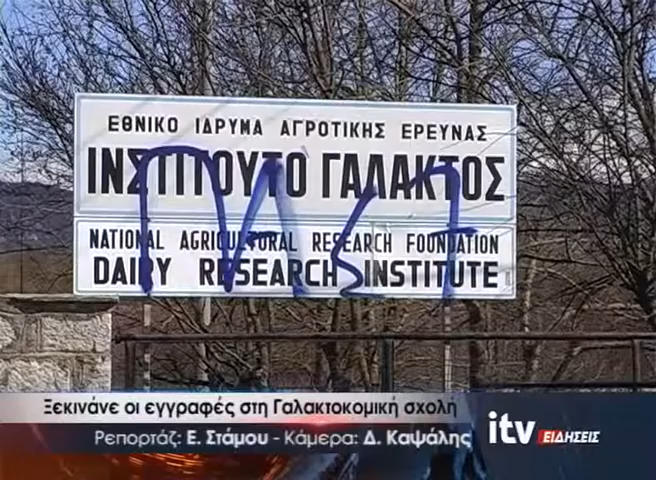 ΕΘΝΙΚΟ ΙΔΡΥΜΑ ΑΓΡΟΤΙΚΗΣ ΕΡΕΥΝΑΣ
ΙΝΣΤΙΤΟΥΤΟ ΓΑΛΑΚΤΟΣ
NATIONAL AGRICULTURAL RESEARCH FOUNDATION
DAIRY RESEARCH INSTITUTE
Ξεκινάνε οι εγγραφές στη Γαλακτοκομική σχολή
Ρεπορτάζ: Ε. Στάμου - Κάμερα: Δ. Καψάλης
itv ΕΙΔΗΣΕΙΣ